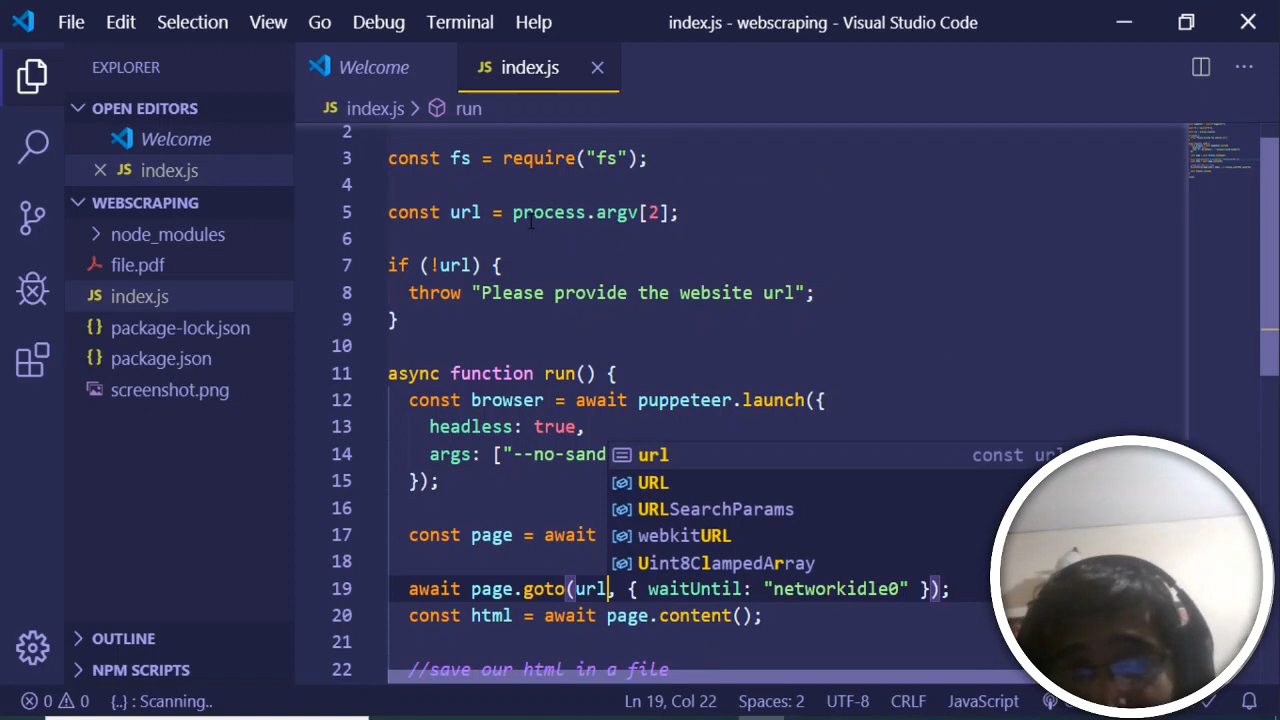 File Edit Selection View Go Debug Terminal Help index.js - webscraping - Visual Studio Code
EXPLORER
OPEN EDITORS
Welcome
index.js
WEBSCRAPING
node_modules
file.pdf
JS index.js
{} package-lock.json
{} package.json
screenshot.png
OUTLINE
NPM SCRIPTS
Welcome JS index.js
JS index.js > run
2
3 const fs = require("fs");
4
5 const url = process.argv[2];
6
7 if (!url) {
8 throw "Please provide the website url";
9 }
10
11 async function run() {
12 const browser = await puppeteer.launch({
13 headless: true,
14 args: ["--no-sand
15 });
16
17 const page = await
18
19 await page.goto(url, { waitUntil: "networkidle0" });
20 const html = await page.content();
21
22 //save our html in a file
url const url
URL
URLSearchParams
webkitURL
Uint8ClampedArray
0 0 {..} : Scanning.. Ln 19, Col 22 Spaces: 2 UTF-8 CRLF JavaScript